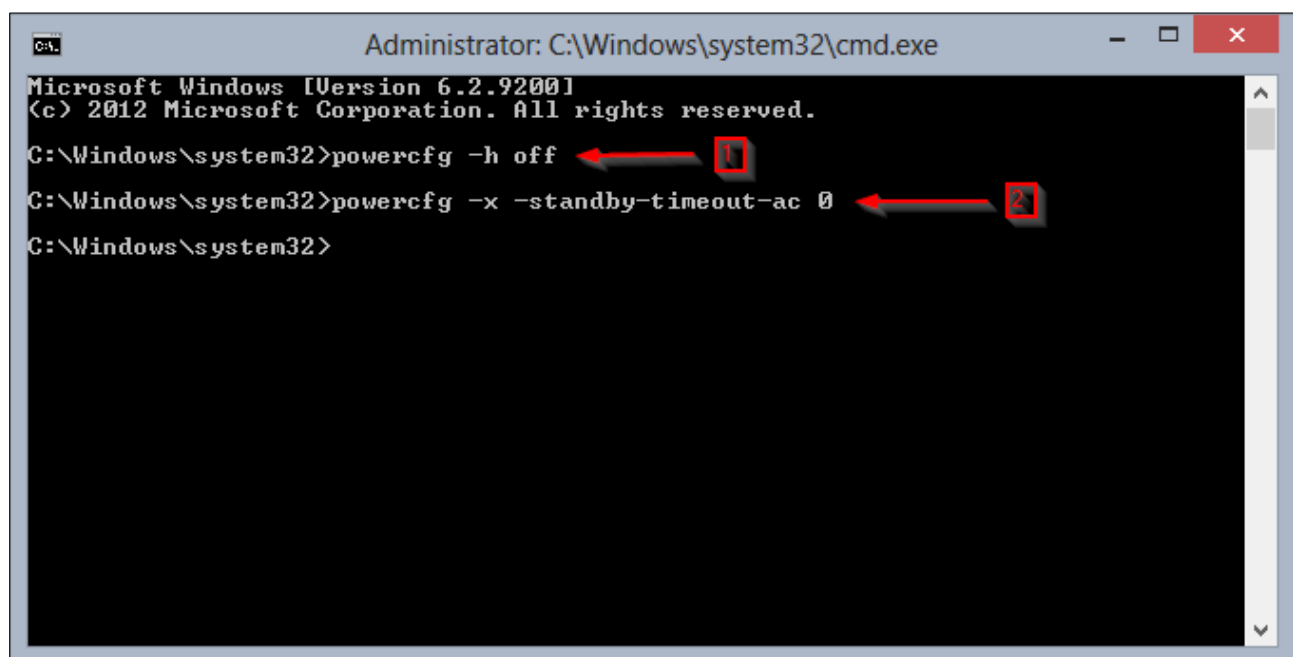 Administrator: C:\Windows\system32\cmd.exe
Microsoft Windows [Version 6.2.9200]
(c) 2012 Microsoft Corporation. All rights reserved.
C:\Windows\system32>powercfg -h off 1
C:\Windows\system32>powercfg -x -standby-timeout-ac 0 2
C:\Windows\system32>